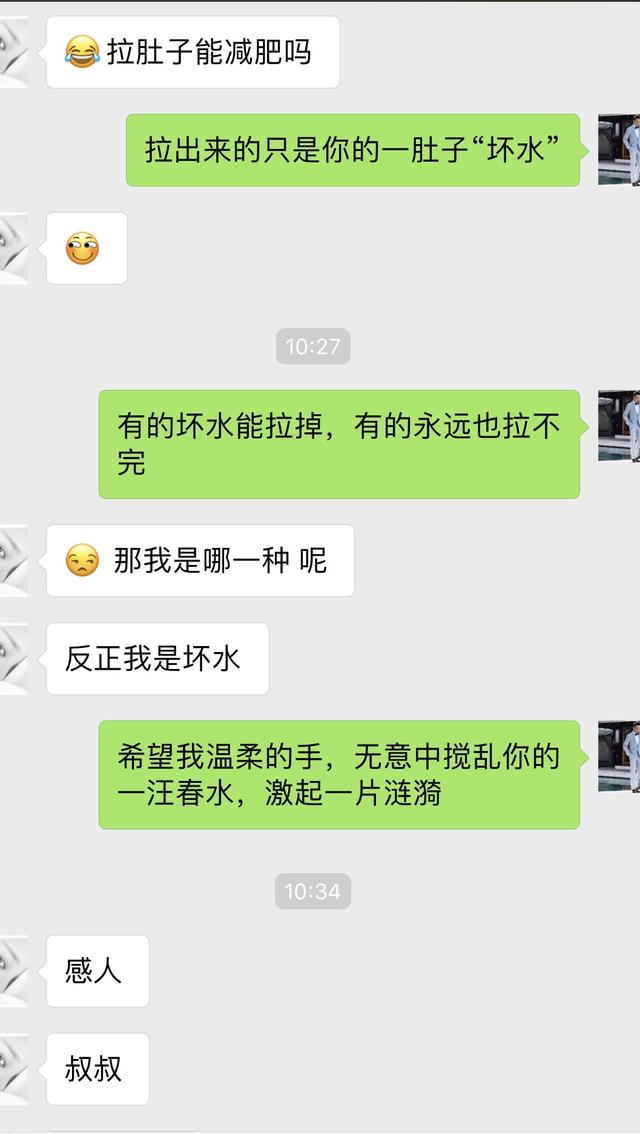 😂拉肚子能减肥吗
拉出来的只是你的一肚子“坏水”
10:27
有的坏水能拉掉，有的永远也拉不
完
😒 那我是哪一种 呢
反正我是坏水
希望我温柔的手，无意中搅乱你的
一汪春水，激起一片涟漪
10:34
感人
叔叔